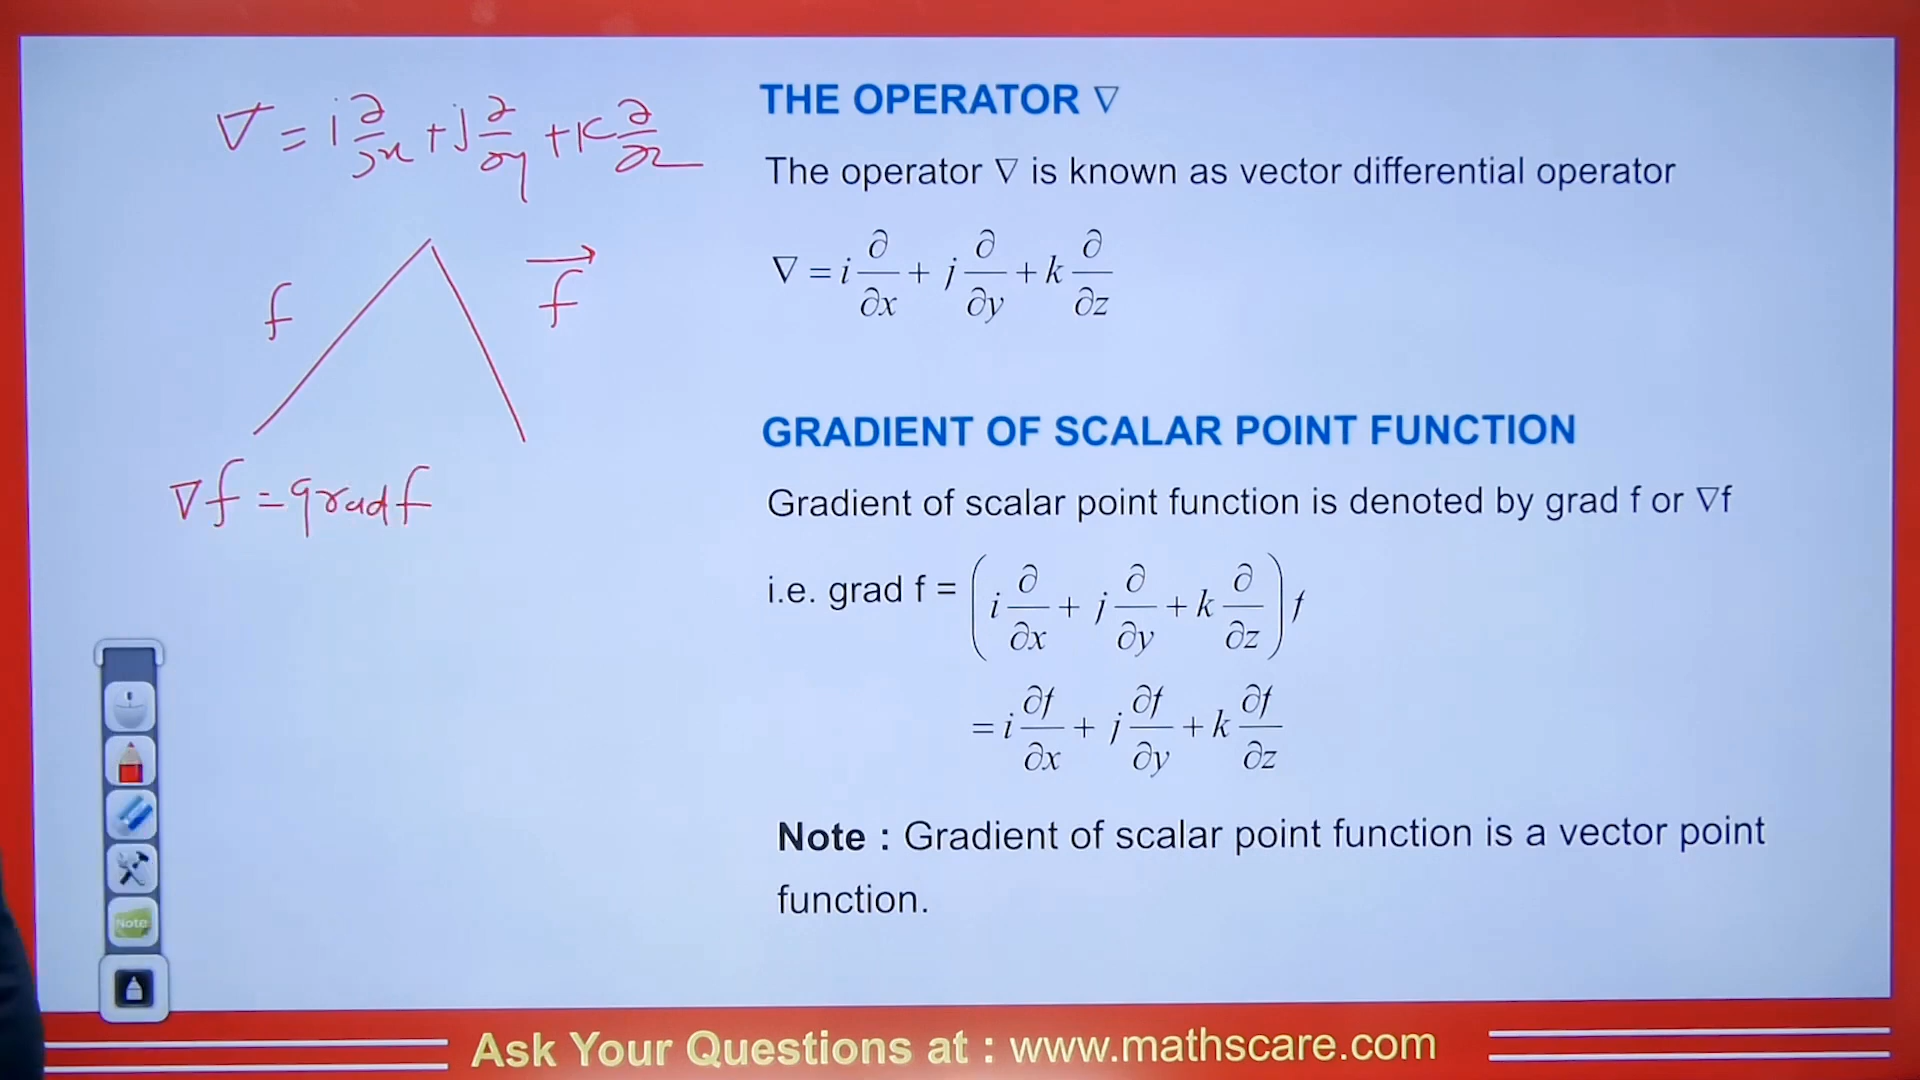 ∇ = i ∂/∂x + j ∂/∂y + k ∂/∂z
f
f⃗
∇f = grad f
THE OPERATOR ∇
The operator ∇ is known as vector differential operator
∇ = i ∂/∂x + j ∂/∂y + k ∂/∂z
GRADIENT OF SCALAR POINT FUNCTION
Gradient of scalar point function is denoted by grad f or ∇f
i.e. grad f = (i ∂/∂x + j ∂/∂y + k ∂/∂z) f
= i ∂f/∂x + j ∂f/∂y + k ∂f/∂z
Note : Gradient of scalar point function is a vector point
function.
Note
Ask Your Questions at : www.mathscare.com